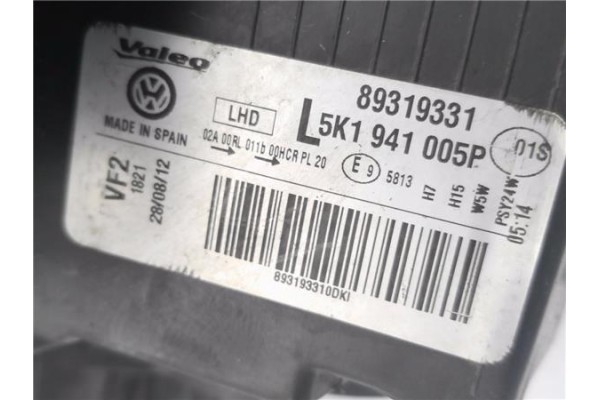 Valeo
89319331
LHD
L 5K1 941 005P
01S
MADE IN SPAIN
02A 00RL 011b 00HCR PL 20
E 9
5813
H7
H15
W5W
PSY24W
05:14
VF2
1821
28/08/12
893193310DKI